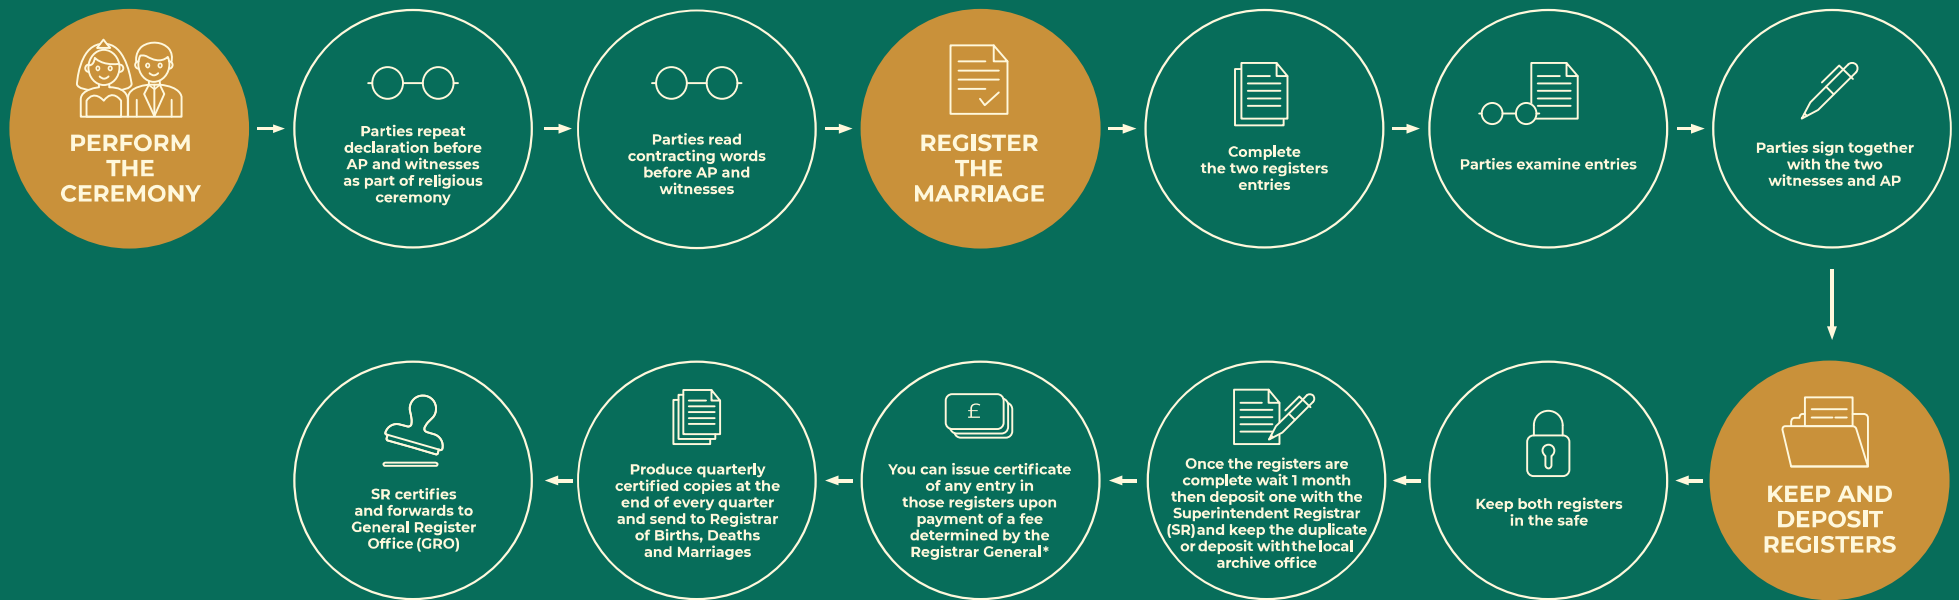 PERFORM
THE
CEREMONY
Parties repeat
declaration before
AP and witnesses
as part of religious
ceremony
Parties read
contracting words
before AP and
witnesses
REGISTER
THE
MARRIAGE
Complete
the two registers
entries
Parties examine entries
Parties sign together
with the two
witnesses and AP
KEEP AND
DEPOSIT
REGISTERS
Keep both registers
in the safe
Once the registers are
complete wait 1 month
then deposit one with the
Superintendent Registrar
(SR) and keep the duplicate
or deposit with the local
archive office
£
You can issue certificate
of any entry in
those registers upon
payment of a fee
determined by the
Registrar General*
Produce quarterly
certified copies at the
end of every quarter
and send to Registrar
of Births, Deaths
and Marriages
SR certifies
and forwards to
General Register
Office (GRO)